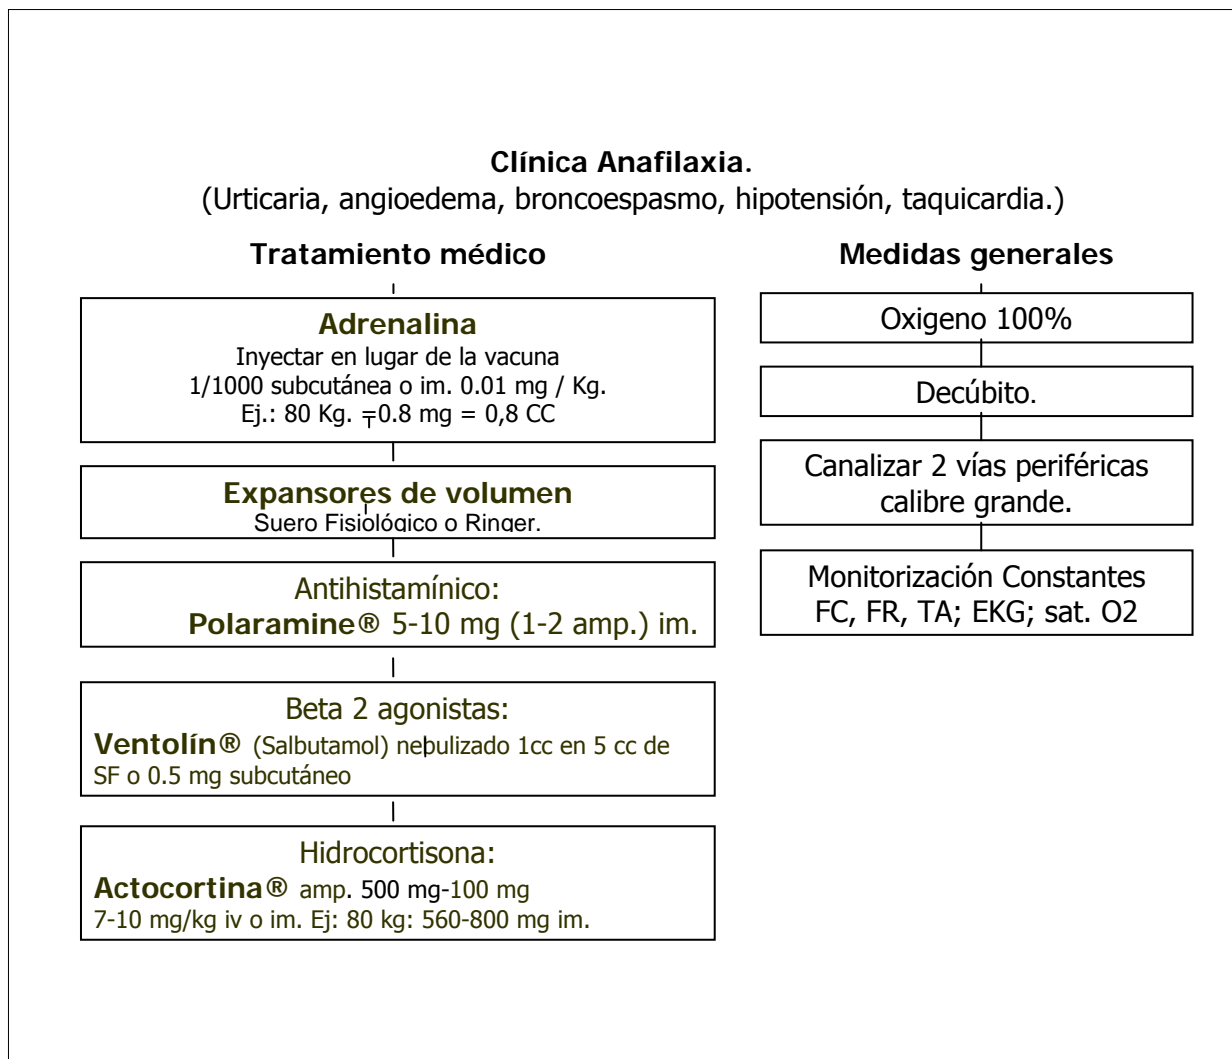 Clínica Anafilaxia.
(Urticaria, angioedema, broncoespasmo, hipotensión, taquicardia.)
Tratamiento médico
Adrenalina
Inyectar en lugar de la vacuna
1/1000 subcutánea o im. 0.01 mg / Kg.
Ej.: 80 Kg. =0.8 mg = 0,8 CC
Expansores de volumen
Suero Fisiológico o Ringer.
Antihistamínico:
Polaramine® 5-10 mg (1-2 amp.) im.
Beta 2 agonistas:
Ventolín® (Salbutamol) nebulizado 1cc en 5 cc de
SF o 0.5 mg subcutáneo
Hidrocortisona:
Actocortina® amp. 500 mg-100 mg
7-10 mg/kg iv o im. Ej: 80 kg: 560-800 mg im.
Medidas generales
Oxigeno 100%
Decúbito.
Canalizar 2 vías periféricas
calibre grande.
Monitorización Constantes
FC, FR, TA; EKG; sat. O2